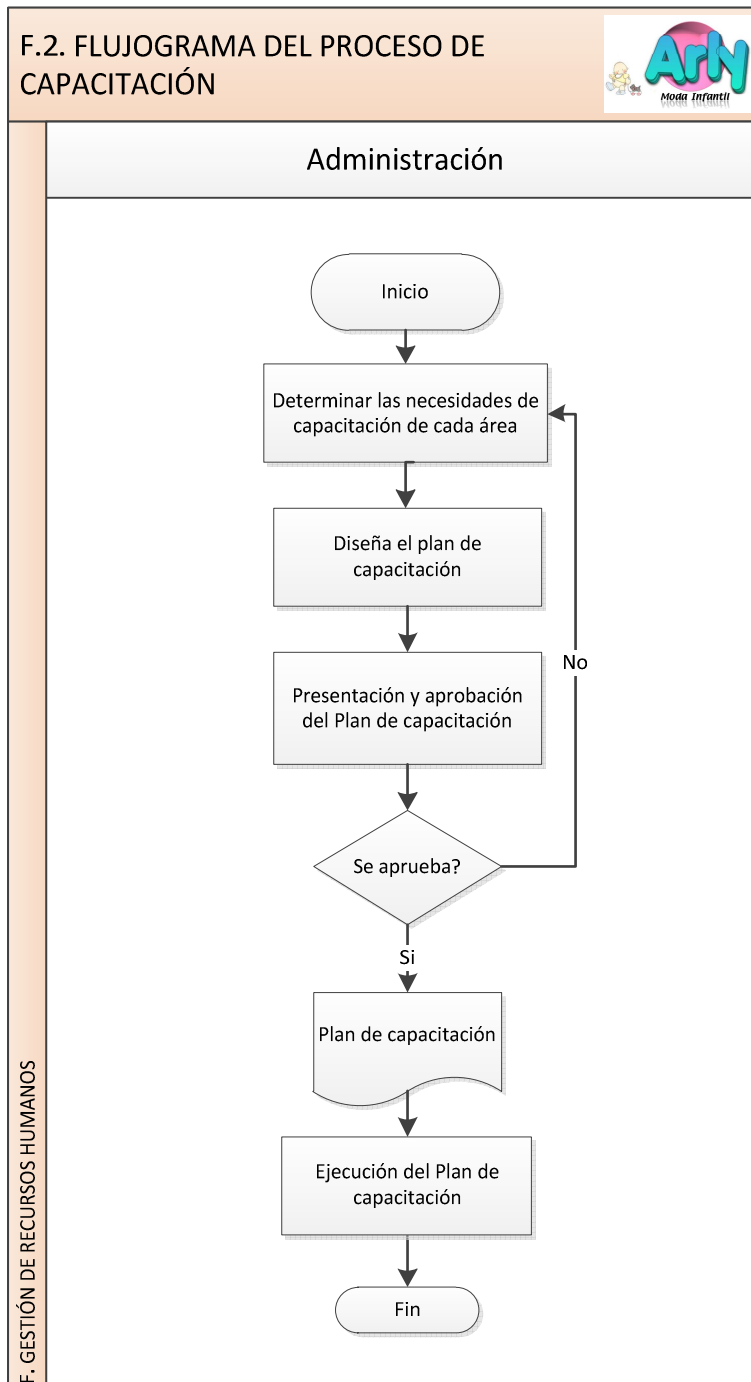 F.2. FLUJOGRAMA DEL PROCESO DE
CAPACITACIÓN
Arly
Moda Infantil
Administración
Inicio
Determinar las necesidades de
capacitación de cada área
Diseña el plan de
capacitación
Presentación y aprobación
del Plan de capacitación
No
Se aprueba?
Si
Plan de capacitación
Ejecución del Plan de
capacitación
Fin
F. GESTIÓN DE RECURSOS HUMANOS